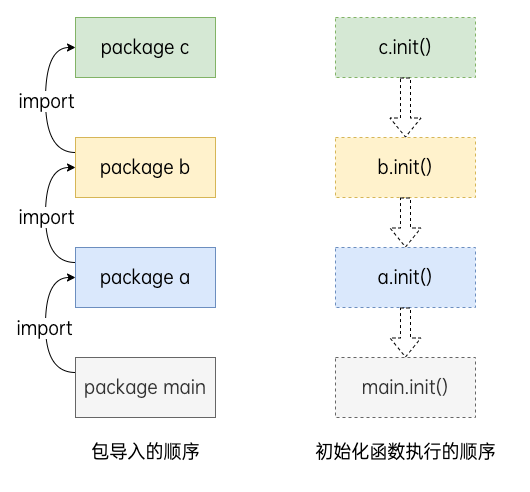 package c
import
package b
import
package a
import
package main
包导入的顺序
c.init()
b.init()
a.init()
main.init()
初始化函数执行的顺序